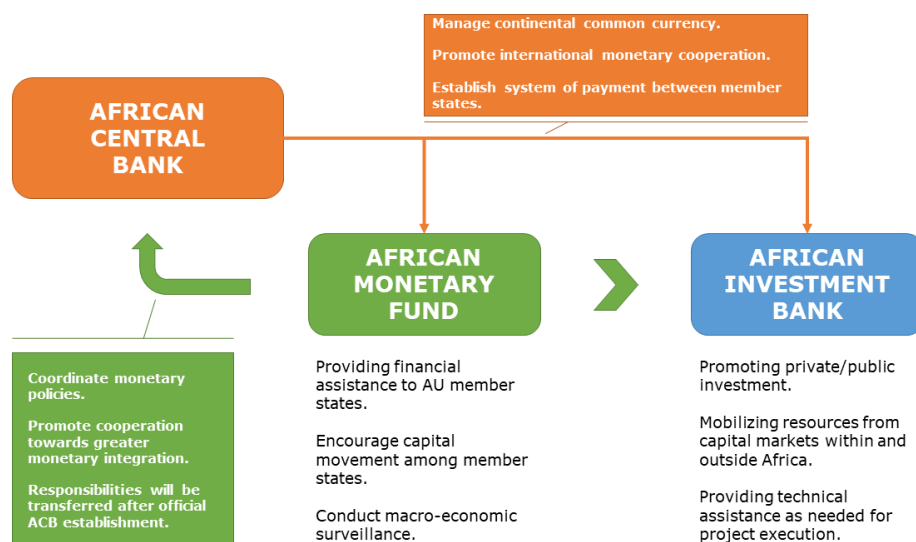 Manage continental common currency.
Promote international monetary cooperation.
Establish system of payment between member
states.
AFRICAN
CENTRAL
BANK
AFRICAN
MONETARY
FUND
AFRICAN
INVESTMENT
BANK
Coordinate monetary
policies.
Promote cooperation
towards greater
monetary integration.
Responsibilities will be
transferred after official
ACB establishment.
Providing financial
assistance to AU member
states.
Encourage capital
movement among member
states.
Conduct macro-economic
surveillance.
Promoting private/public
investment.
Mobilizing resources from
capital markets within and
outside Africa.
Providing technical
assistance as needed for
project execution.